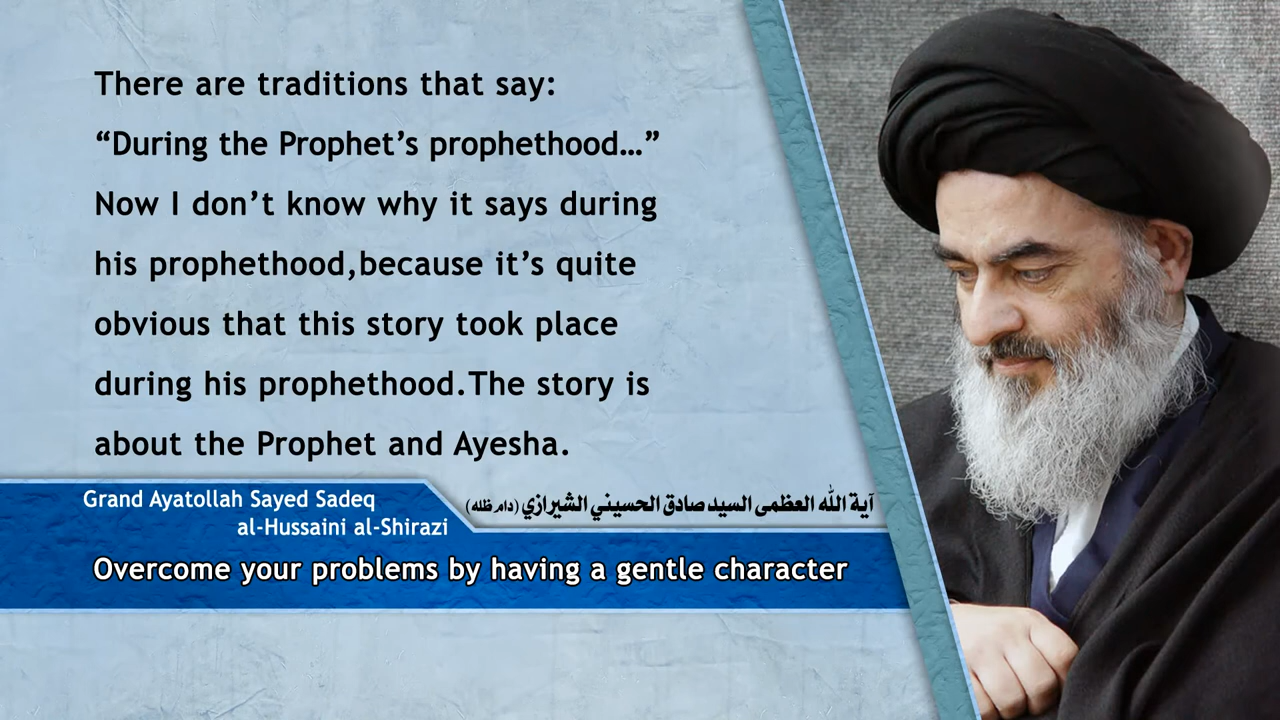 There are traditions that say:
“During the Prophet’s prophethood…”
Now I don’t know why it says during
his prophethood,because it’s quite
obvious that this story took place
during his prophethood.The story is
about the Prophet and Ayesha.
Grand Ayatollah Sayed Sadeq
al-Hussaini al-Shirazi
آية الله العظمى السيد صادق الحسيني الشيرازي (دام ظله)
Overcome your problems by having a gentle character